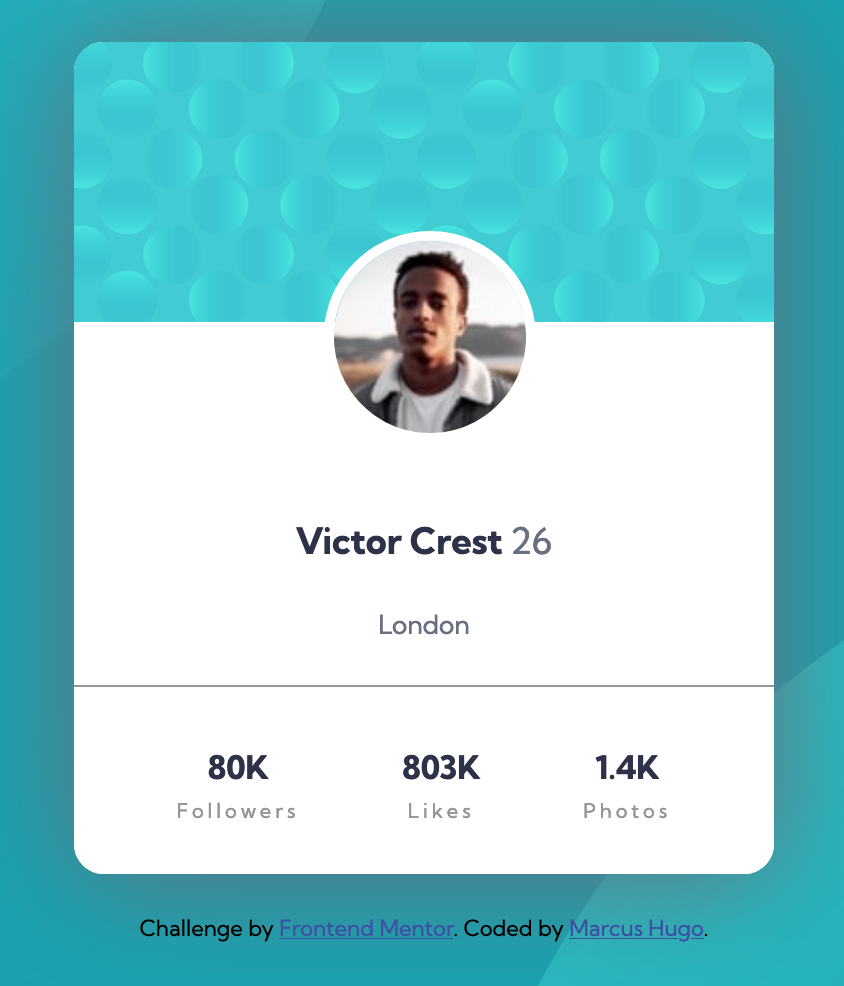 Victor Crest 26
London
80K 803K 1.4K
Followers Likes Photos
Challenge by Frontend Mentor. Coded by Marcus Hugo.